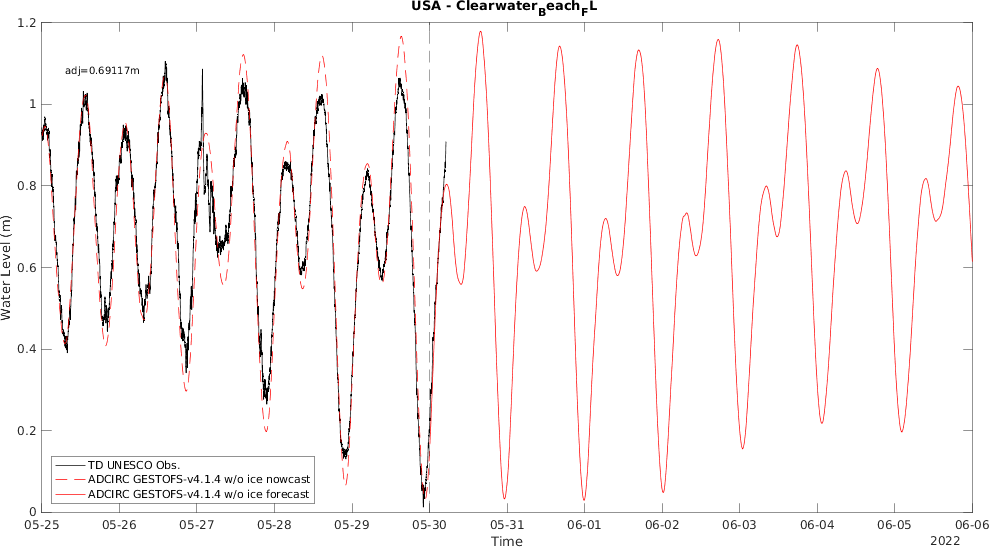 USA - Clearwater_Beach_FL
1.2
adj=0.69117m
1
0.8
Water Level (m)
0.6
0.4
0.2
0
TD UNESCO Obs.
ADCIRC GESTOFS-v4.1.4 w/o ice nowcast
ADCIRC GESTOFS-v4.1.4 w/o ice forecast
05-25 05-26 05-27 05-28 05-29 05-30 05-31 06-01 06-02 06-03 06-04 06-05 06-06
Time
2022